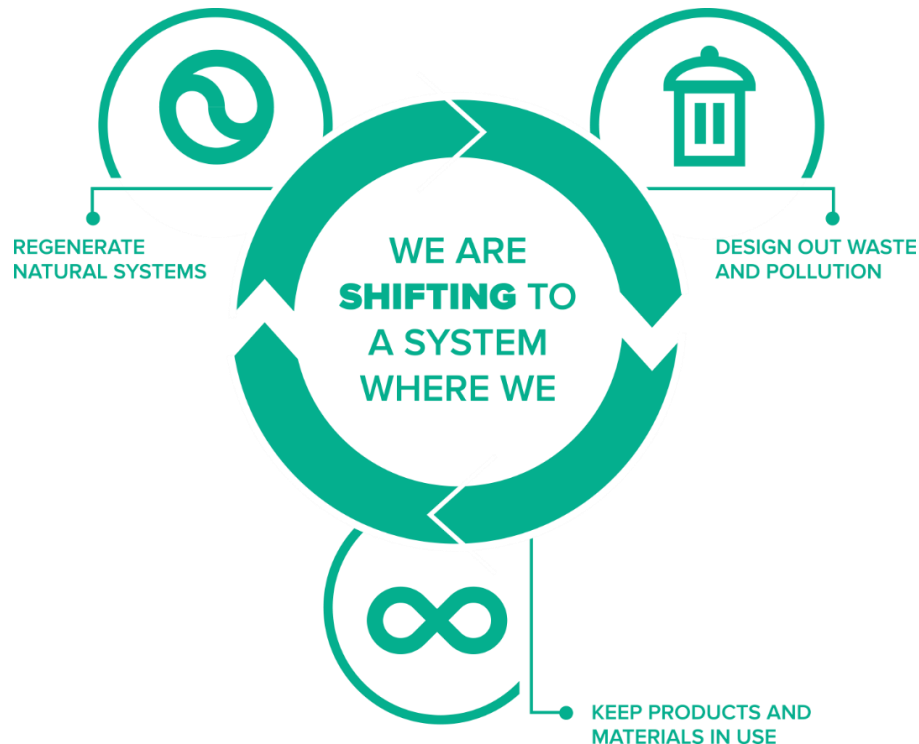 WE ARE
SHIFTING TO
A SYSTEM
WHERE WE
REGENERATE
NATURAL SYSTEMS
DESIGN OUT WASTE
AND POLLUTION
KEEP PRODUCTS AND
MATERIALS IN USE